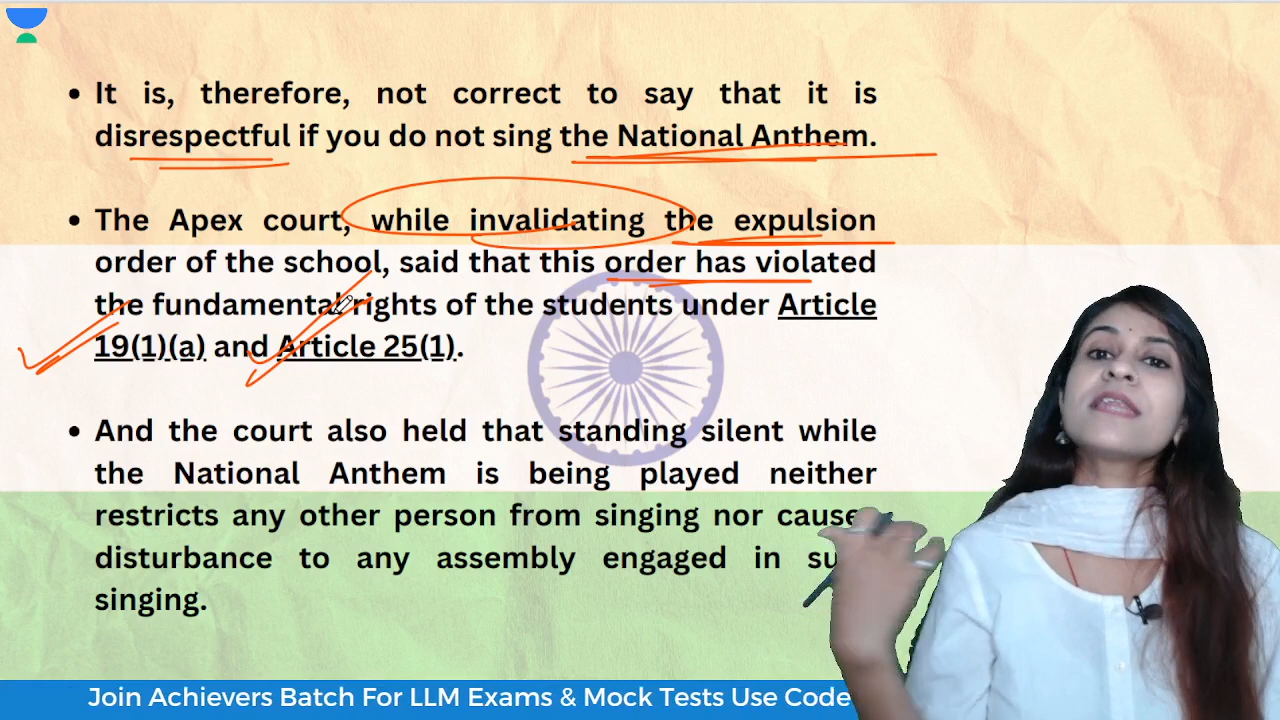 • It is, therefore, not correct to say that it is
disrespectful if you do not sing the National Anthem.
• The Apex court, while invalidating the expulsion
order of the school, said that this order has violated
the fundamental rights of the students under Article
19(1)(a) and Article 25(1).
• And the court also held that standing silent while
the National Anthem is being played neither
restricts any other person from singing nor
disturbance to any assembly engaged in
singing.
Join Achievers Batch For LLM Exams & Mock Tests Use Code